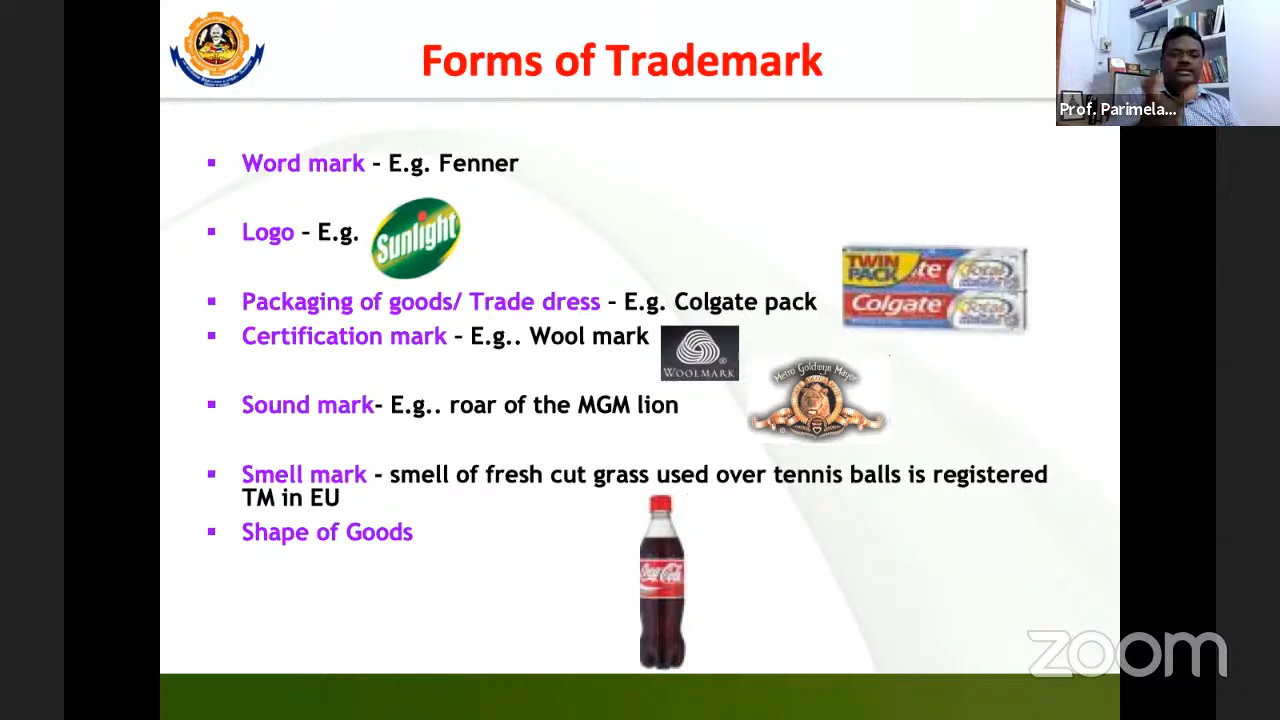 Forms of Trademark
Prof. Parimela...
Word mark – E.g. Fenner
Logo – E.g.
Sunlight
TWIN
PACK
te Total
Colgate Total
Packaging of goods/ Trade dress – E.g. Colgate pack
Certification mark – E.g.. Wool mark
WOOLMARK
Metro Goldwyn Mayer
Sound mark- E.g.. roar of the MGM lion
Smell mark - smell of fresh cut grass used over tennis balls is registered
TM in EU
Shape of Goods
Coca-Cola
zoom